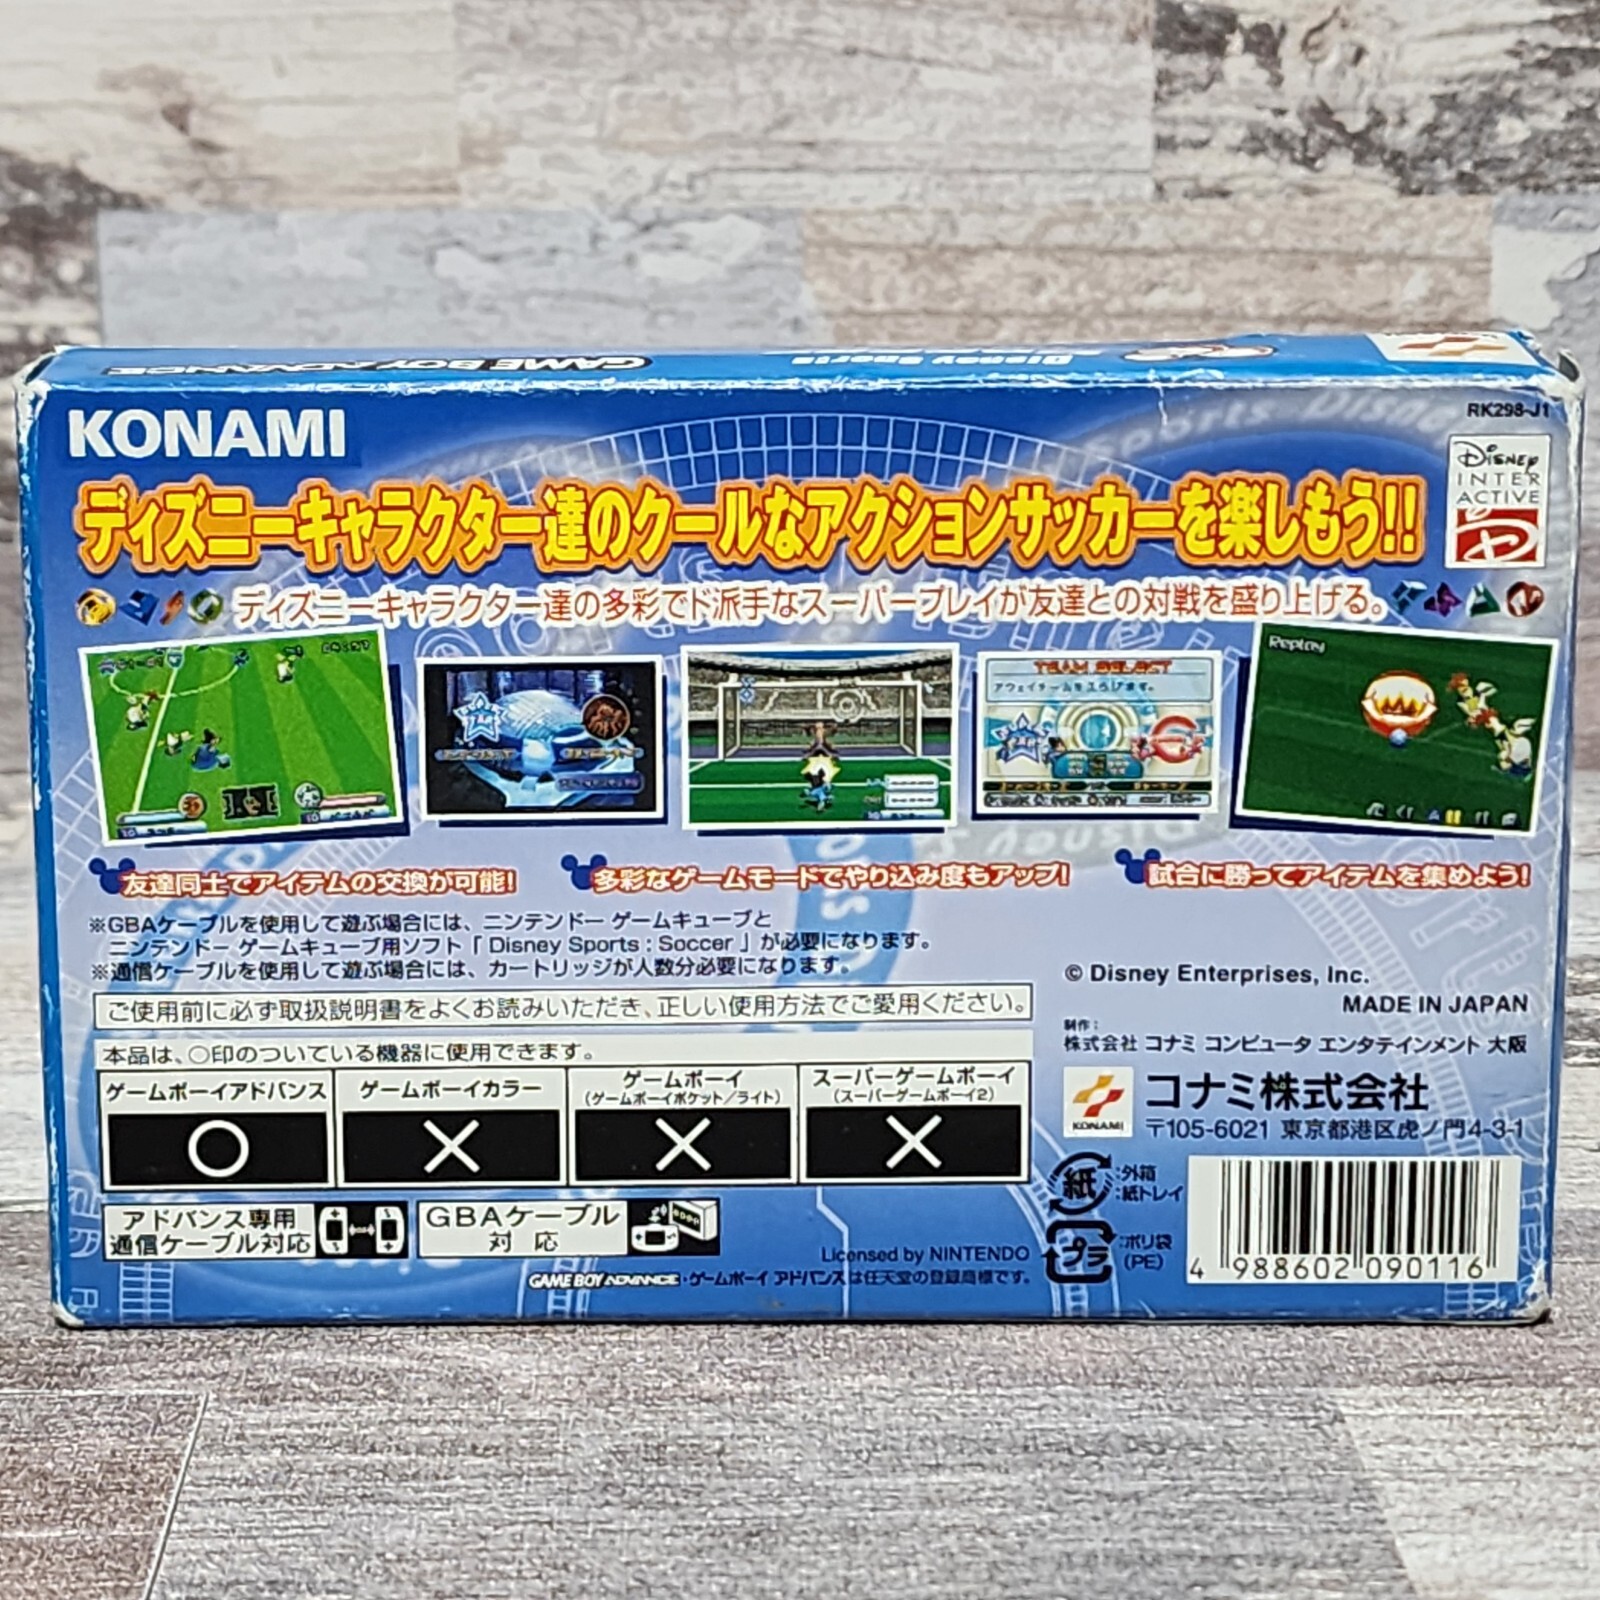 GAME BOY ADVANCE
Disney Sports
KONAMI
RK298-J1
DISNEY
INTER
ACTIVE
ディズニーキャラクター達のクールなアクションサッカーを楽しもう!!
ディズニーキャラクター達の多彩でド派手なスーパープレイが友達との対戦を盛り上げる。
TEAM SELECT
アウェイチームをえらびます。
Replay
友達同士でアイテムの交換が可能!
多彩なゲームモードでやり込み度もアップ!
試合に勝ってアイテムを集めよう!
※GBAケーブルを使用して遊ぶ場合には、ニンテンドー ゲームキューブと
ニンテンドー ゲームキューブ用ソフト「Disney Sports : Soccer」が必要になります。
※通信ケーブルを使用して遊ぶ場合には、カートリッジが人数分必要になります。
ご使用前に必ず取扱説明書をよくお読みいただき、正しい使用方法でご愛用ください。
本品は、○印のついている機器に使用できます。
ゲームボーイアドバンス
ゲームボーイカラー
ゲームボーイ
(ゲームボーイポケット/ライト)
スーパーゲームボーイ
(スーパーゲームボーイ2)
○
×
×
×
アドバンス専用
通信ケーブル対応
GBAケーブル
対応
© Disney Enterprises, Inc.
MADE IN JAPAN
制作:
株式会社 コナミ コンピュータ エンタテインメント 大阪
KONAMI
コナミ株式会社
〒105-6021 東京都港区虎ノ門4-3-1
紙
:外箱
:紙トレイ
プラ
:ポリ袋
(PE)
Licensed by NINTENDO
GAME BOY ADVANCE・ゲームボーイ アドバンスは任天堂の登録商標です。
4 988602 090116